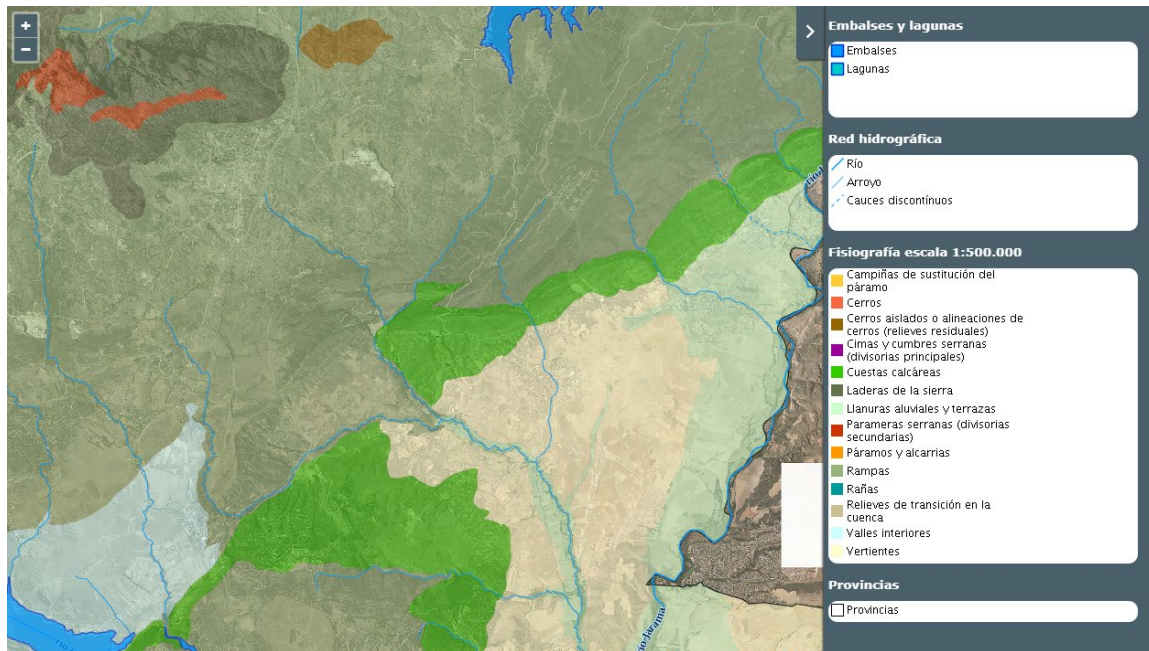 +
−
>
Embalses y lagunas
Embalses
Lagunas
Red hidrográfica
Río
Arroyo
Cauces discontínuos
Fisiografía escala 1:500.000
Campiñas de sustitución del
páramo
Cerros
Cerros aislados o alineaciones de
cerros (relieves residuales)
Cimas y cumbres serranas
(divisorias principales)
Cuestas calcáreas
Laderas de la sierra
Llanuras aluviales y terrazas
Parameras serranas (divisorias
secundarias)
Páramos y alcarrias
Rampas
Rañas
Relieves de transición en la
cuenca
Valles interiores
Vertientes
Provincias
Provincias
río Jarama